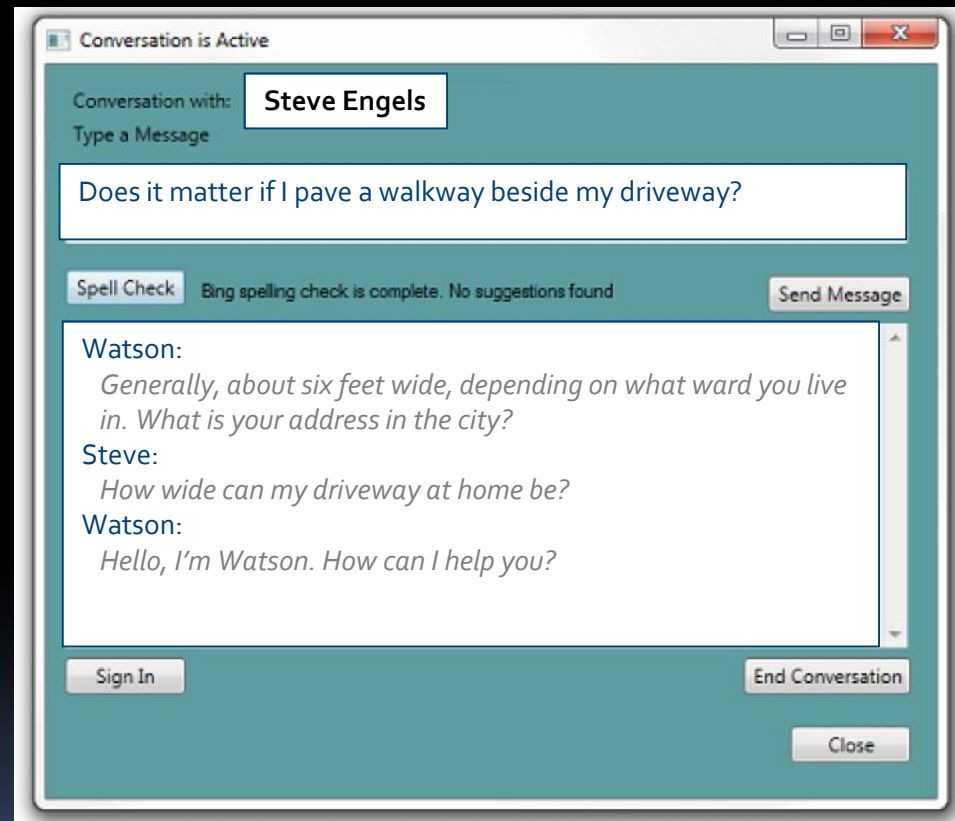 Conversation is Active
Conversation with: Steve Engels
Type a Message
Does it matter if I pave a walkway beside my driveway?
Spell Check Bing spelling check is complete. No suggestions found Send Message
Watson:
Generally, about six feet wide, depending on what ward you live
in. What is your address in the city?
Steve:
How wide can my driveway at home be?
Watson:
Hello, I’m Watson. How can I help you?
Sign In End Conversation
Close